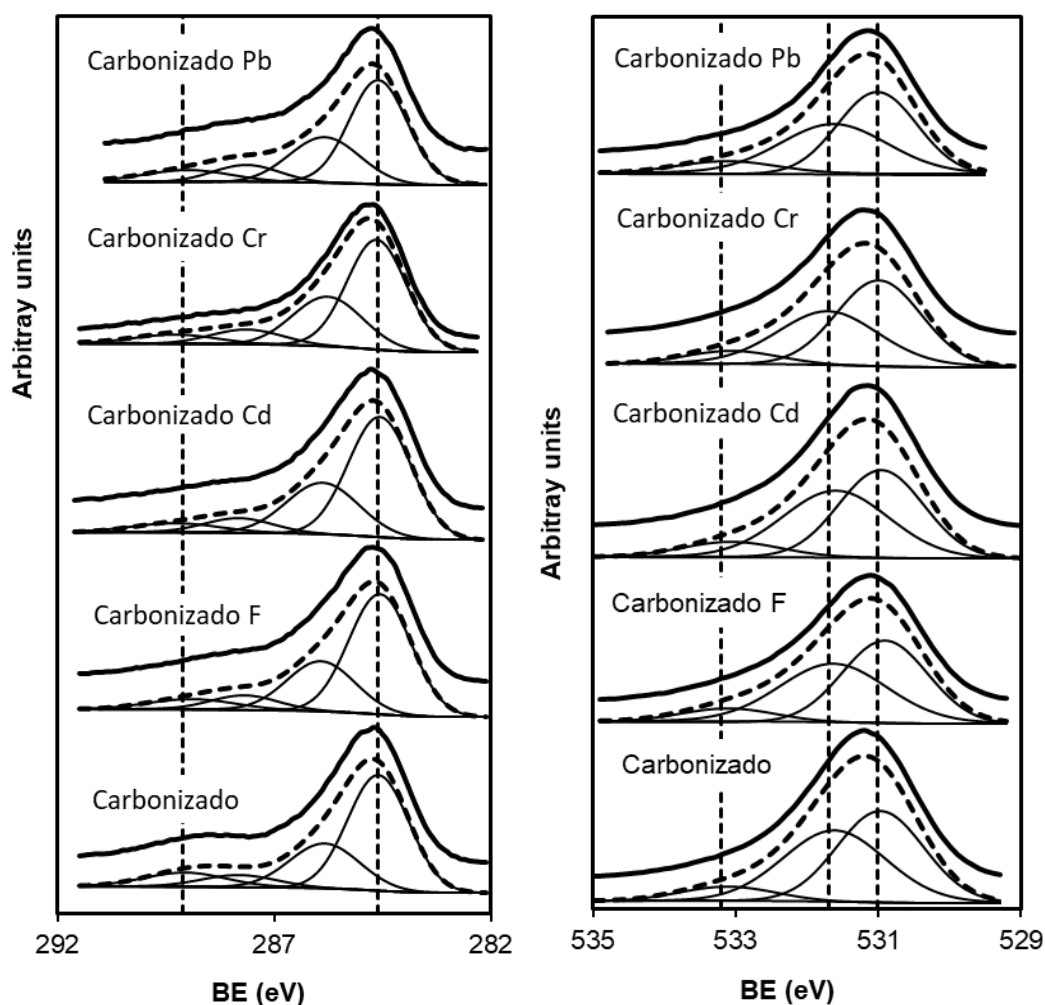 Arbitray units
Carbonizado Pb
Carbonizado Cr
Carbonizado Cd
Carbonizado F
Carbonizado
292
287
282
BE (eV)
Arbitray units
Carbonizado Pb
Carbonizado Cr
Carbonizado Cd
Carbonizado F
Carbonizado
535
533
531
529
BE (eV)